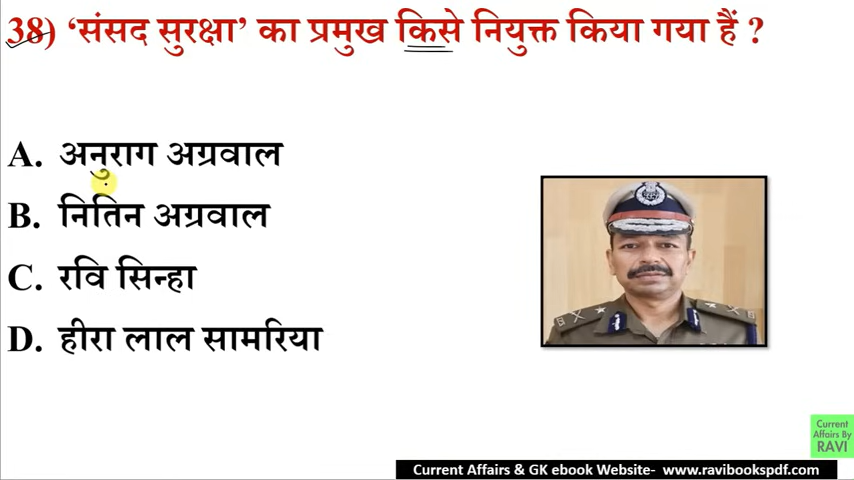 38) ‘संसद सुरक्षा’ का प्रमुख किसे नियुक्त किया गया हैं ?
A. अनुराग अग्रवाल
B. नितिन अग्रवाल
C. रवि सिन्हा
D. हीरा लाल सामरिया
Current
Affairs By
RAVI
Current Affairs & GK ebook Website- www.ravibookspdf.com